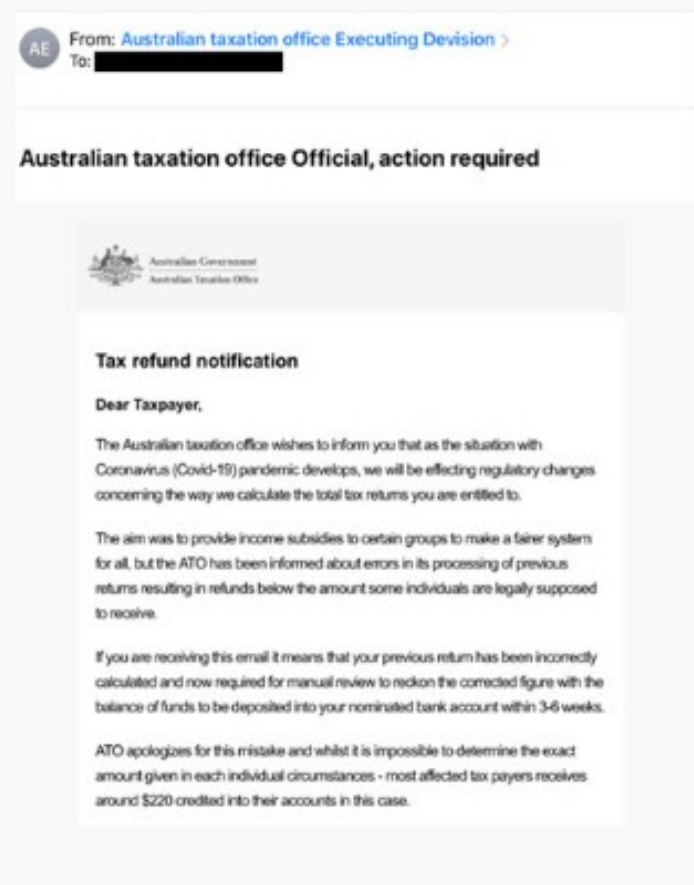 AE
From: Australian taxation office Executing Devision >
To:
Australian taxation office Official, action required
Australian Government
Australian Taxation Office
Tax refund notification
Dear Taxpayer,
The Australian taxation office wishes to inform you that as the situation with
Coronavirus (Covid-19) pandemic develops, we will be effecting regulatory changes
concerning the way we calculate the total tax returns you are entitled to.
The aim was to provide income subsidies to certain groups to make a fairer system
for all, but the ATO has been informed about errors in its processing of previous
returns resulting in refunds below the amount some individuals are legally supposed
to receive.
If you are receiving this email it means that your previous return has been incorrectly
calculated and now required for manual review to reckon the corrected figure with the
balance of funds to be deposited into your nominated bank account within 3-6 weeks.
ATO apologizes for this mistake and whilst it is impossible to determine the exact
amount given in each individual circumstances - most affected tax payers receives
around $220 credited into their accounts in this case.